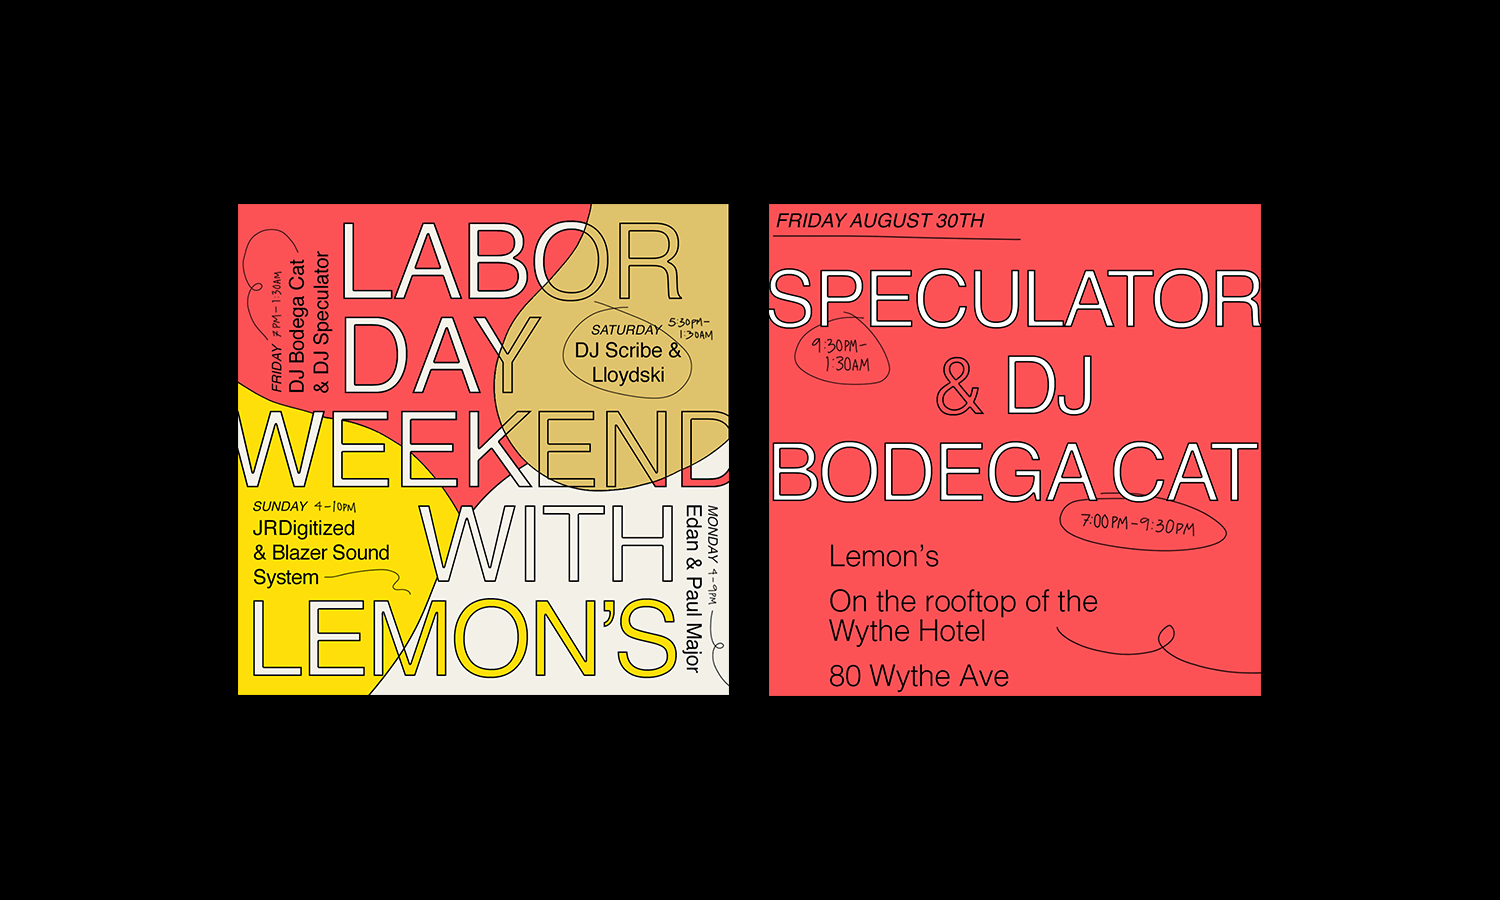 LABOR
DAY
WEEKEND
WITH
LEMON’S
FRIDAY 7PM-1:30AM
DJ Bodega Cat
& DJ Speculator
SATURDAY 5:30PM-
1:30AM
DJ Scribe &
Lloydski
SUNDAY 4-10PM
JRDigitized
& Blazer Sound
System
MONDAY 4-9PM
Edan & Paul Major
FRIDAY AUGUST 30TH
SPECULATOR
9:30PM-
1:30AM
& DJ
BODEGA CAT
7:00PM-9:30PM
Lemon’s
On the rooftop of the
Wythe Hotel
80 Wythe Ave